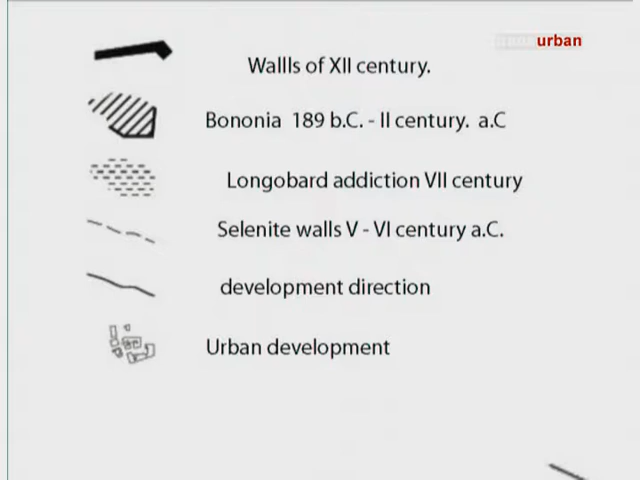 urban
Wallls of XII century.
Bononia 189 b.C. - II century. a.C
Longobard addiction VII century
Selenite walls V - VI century a.C.
development direction
Urban development